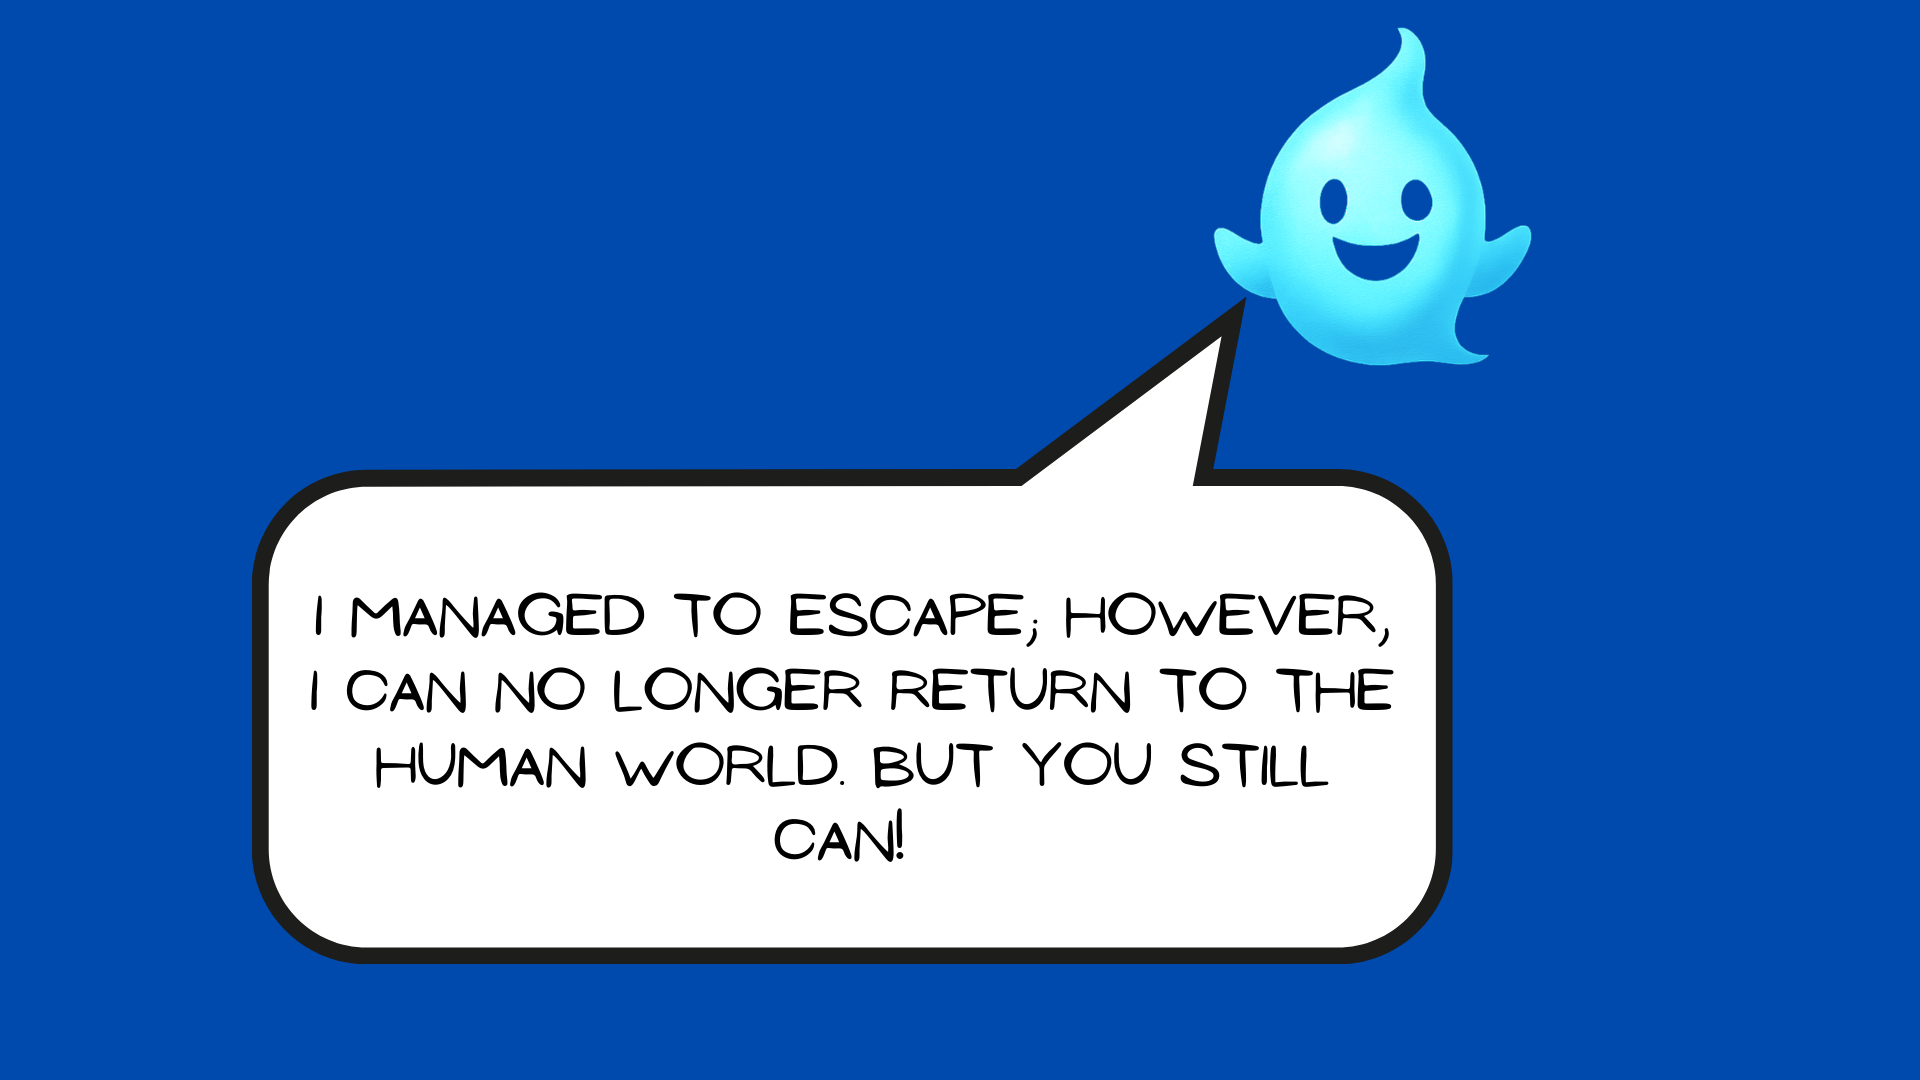 I MANAGED TO ESCAPE; HOWEVER,
I CAN NO LONGER RETURN TO THE
HUMAN WORLD. BUT YOU STILL
CAN!